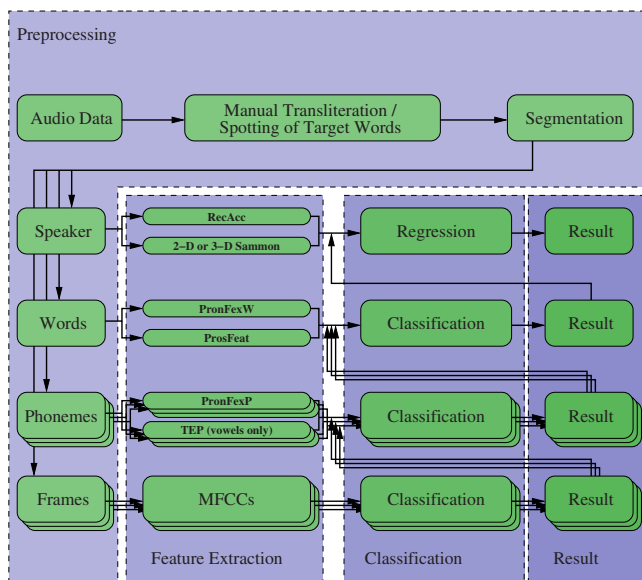 Preprocessing
Audio Data
Manual Transliteration /
Spotting of Target Words
Segmentation
Speaker
RecAcc
2−D or 3−D Sammon
Regression
Result
Words
PronFexW
ProsFeat
Classification
Result
Phonemes
PronFexP
TEP (vowels only)
Classification
Result
Frames
MFCCs
Classification
Result
Feature Extraction
Classification
Result